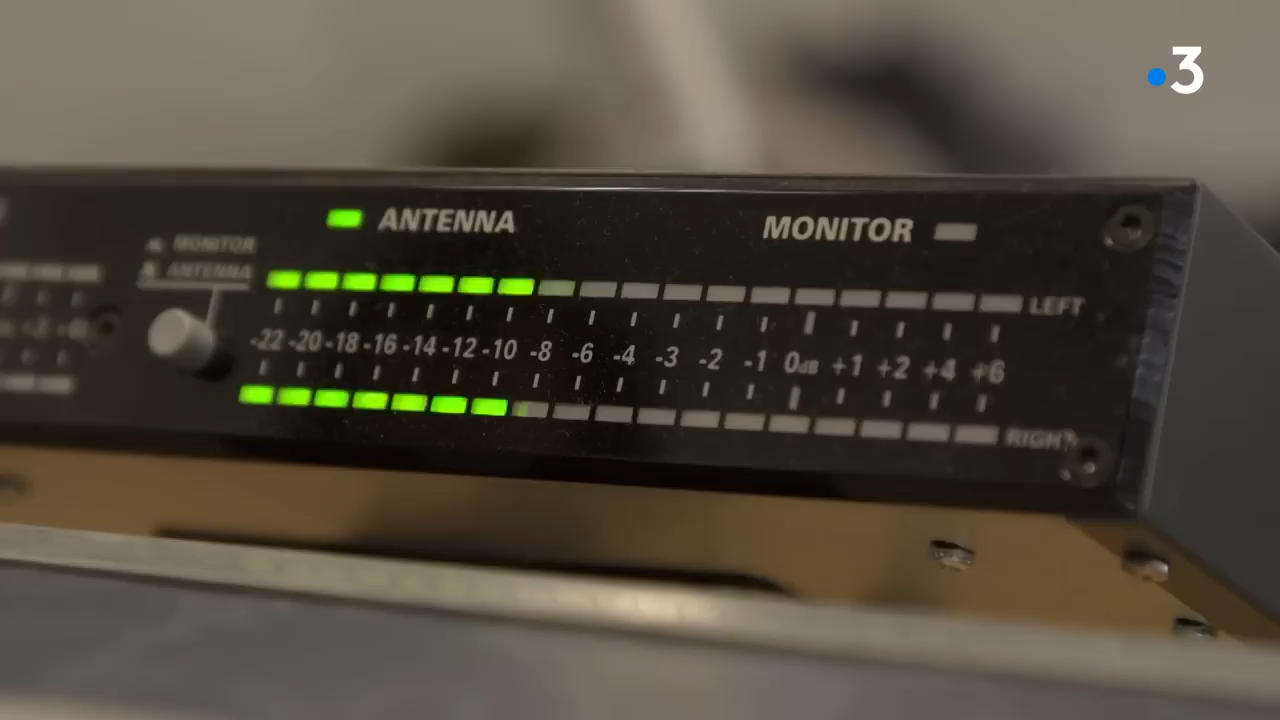 3
ANTENNA MONITOR
MONITOR
ANTENNA
LEFT
-22 -20 -18 -16 -14 -12 -10 -8 -6 -4 -3 -2 -1 0dB +1 +2 +4 +6
RIGHT